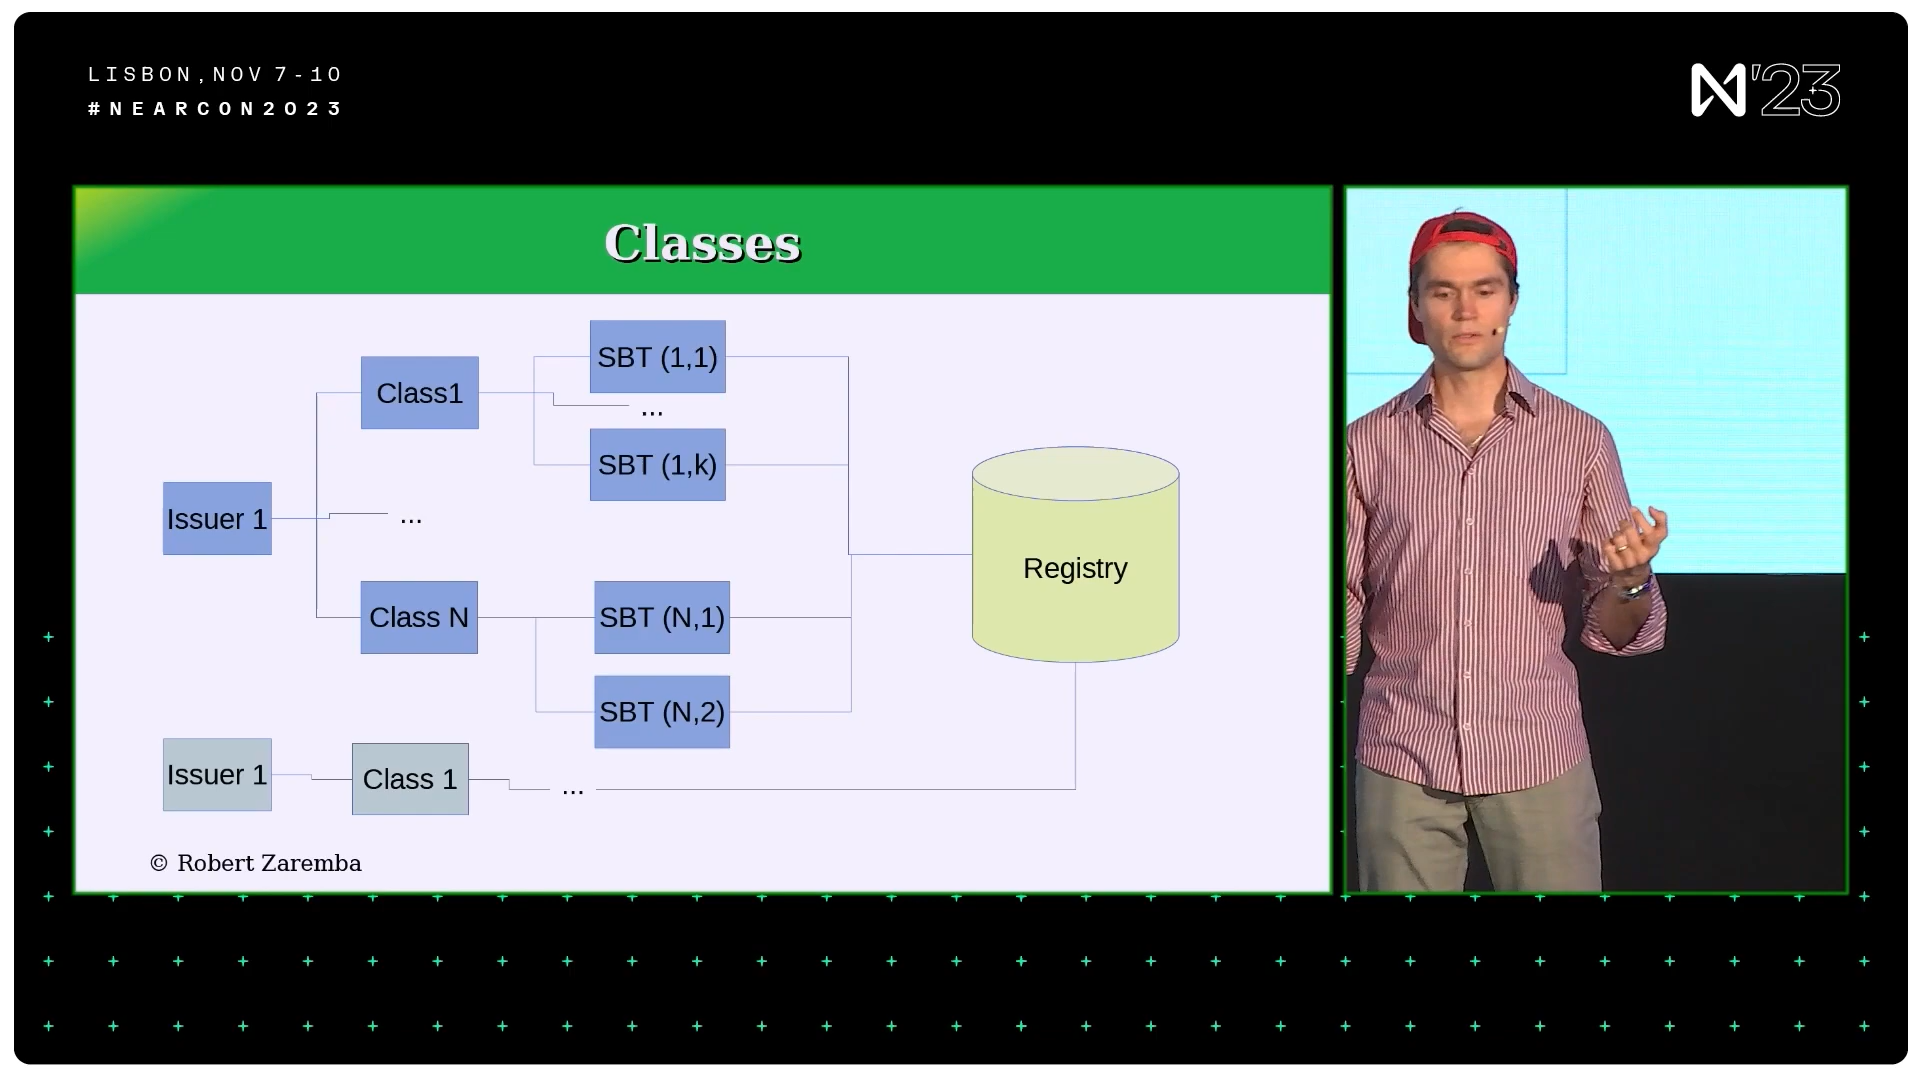 LISBON, NOV 7-10
#NEARCON2023
N'23
Classes
SBT (1,1)
Class1
...
SBT (1,k)
Issuer 1
...
Registry
Class N
SBT (N,1)
SBT (N,2)
Issuer 1
Class 1
...
© Robert Zaremba